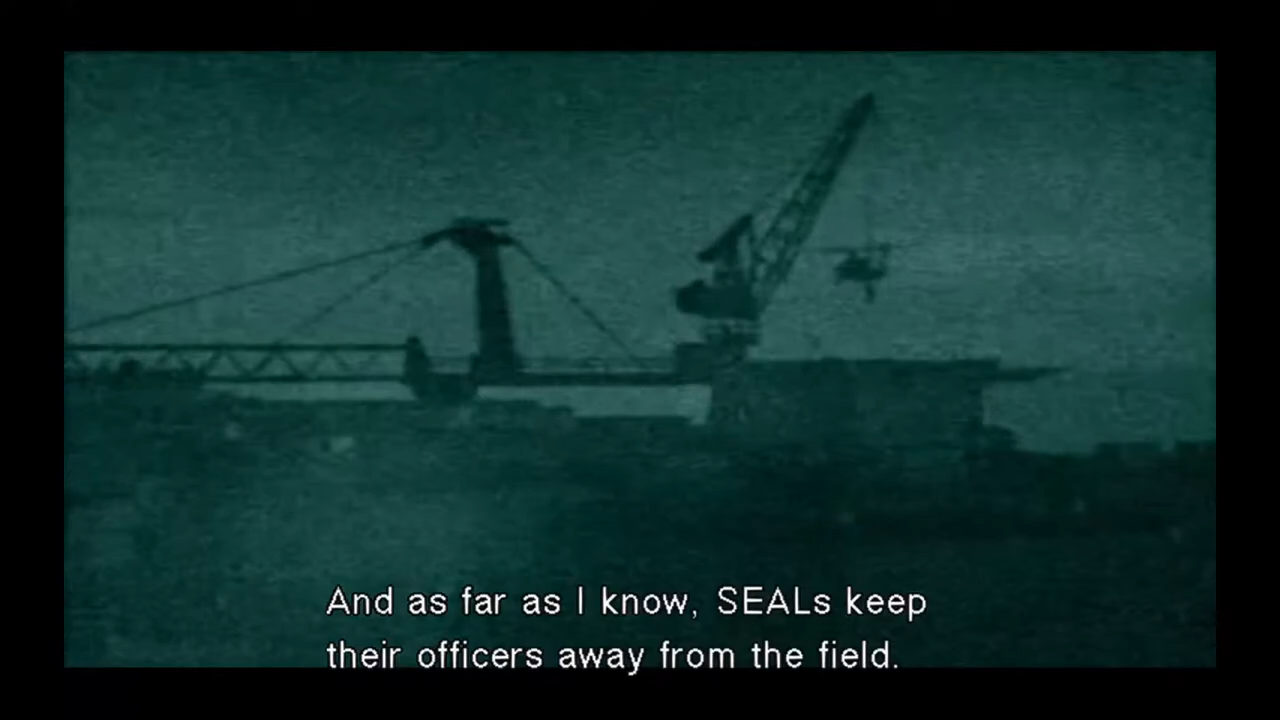 And as far as I know, SEALs keep
their officers away from the field.